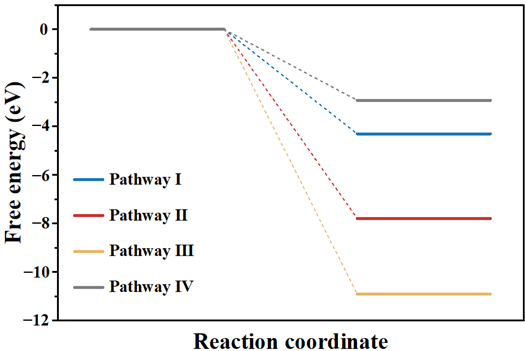 0
−2
−4
−6
−8
−10
−12
Free energy (eV)
Pathway I
Pathway II
Pathway III
Pathway IV
Reaction coordinate